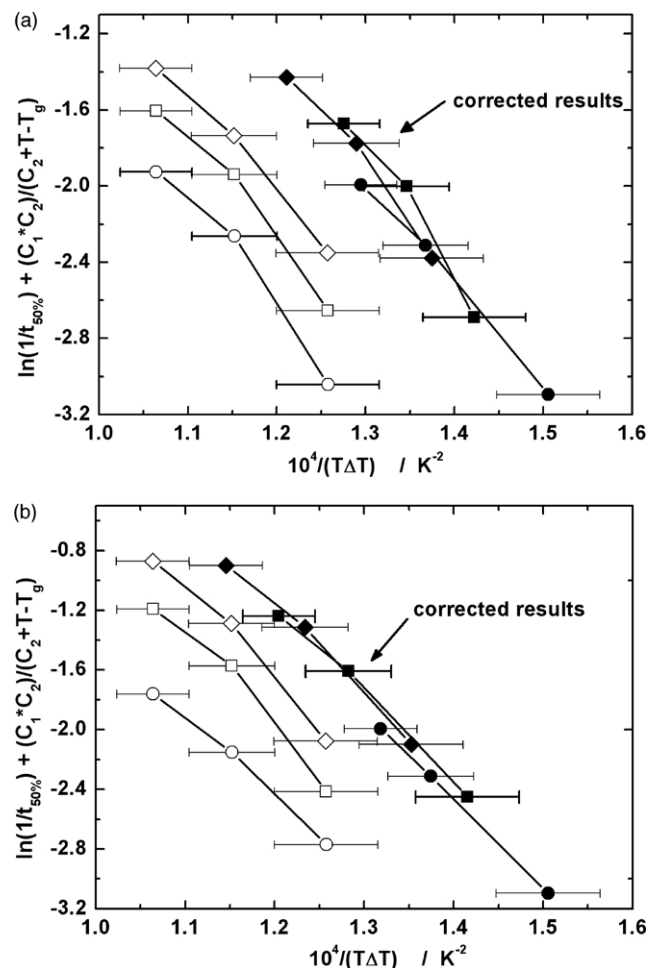 (a)
-1.2
-1.6
-2.0
-2.4
-2.8
-3.2
ln(1/t50%) + (C1*C2)/(C2+T-Tg)
corrected results
1.0 1.1 1.2 1.3 1.4 1.5 1.6
10^4/(TΔT) / K^-2
(b)
-0.8
-1.2
-1.6
-2.0
-2.4
-2.8
-3.2
ln(1/t50%) + (C1*C2)/(C2+T-Tg)
corrected results
1.0 1.1 1.2 1.3 1.4 1.5 1.6
10^4/(TΔT) / K^-2